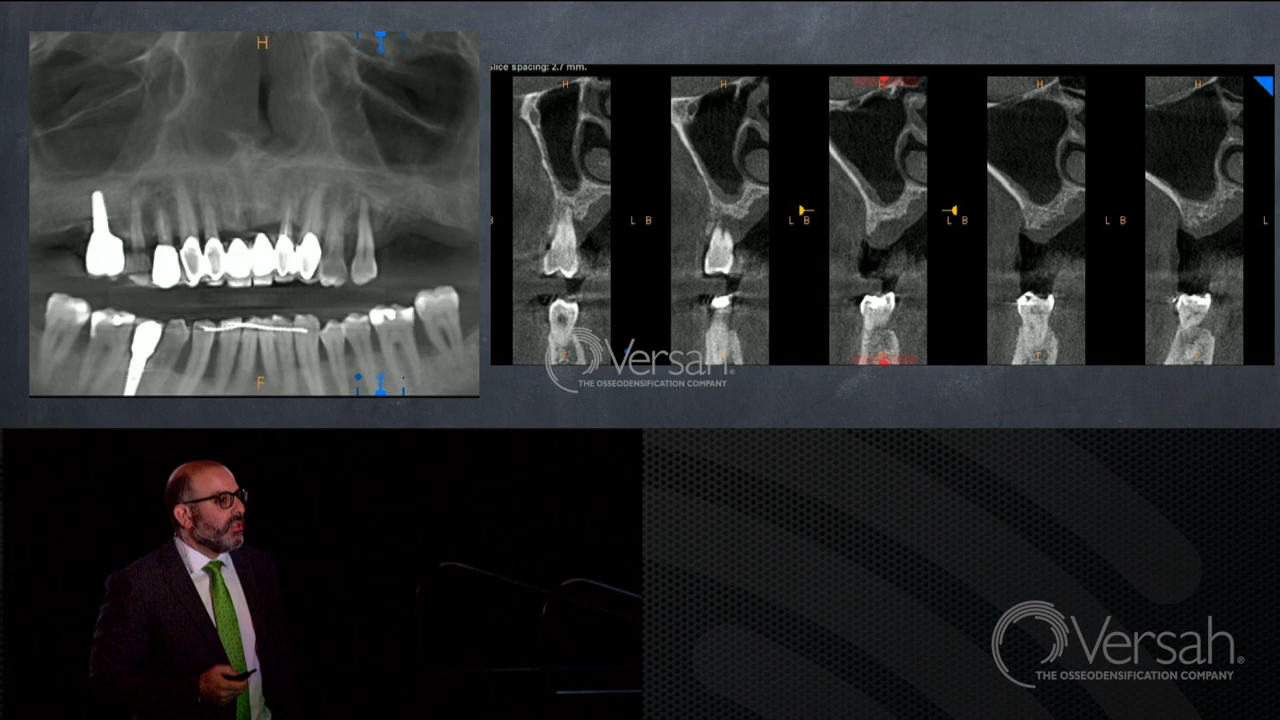 slice spacing: 2.7 mm.
H
H
H
H
H
H
B
L B
L B
L B
L B
L
F
F
F
F
Versah®
THE OSSEODENSIFICATION COMPANY
Versah®
THE OSSEODENSIFICATION COMPANY